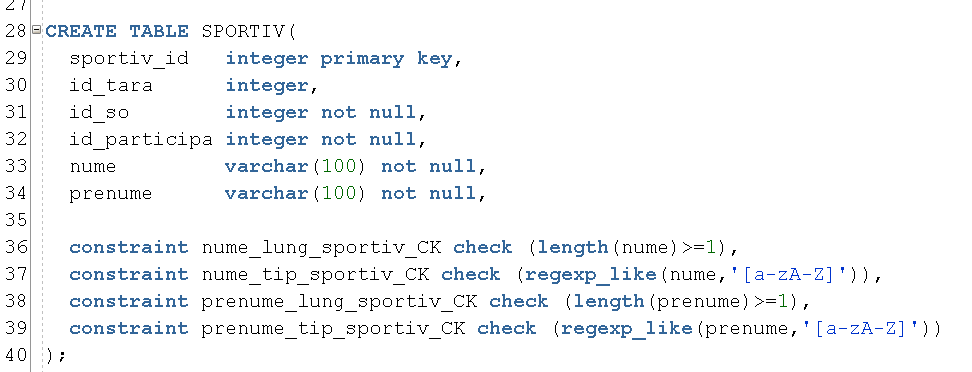 27
28 CREATE TABLE SPORTIV(
29 sportiv_id integer primary key,
30 id_tara integer,
31 id_so integer not null,
32 id_participa integer not null,
33 nume varchar(100) not null,
34 prenume varchar(100) not null,
35
36 constraint nume_lung_sportiv_CK check (length(nume)>=1),
37 constraint nume_tip_sportiv_CK check (regexp_like(nume,'[a-zA-Z]')),
38 constraint prenume_lung_sportiv_CK check (length(prenume)>=1),
39 constraint prenume_tip_sportiv_CK check (regexp_like(prenume,'[a-zA-Z]'))
40 );